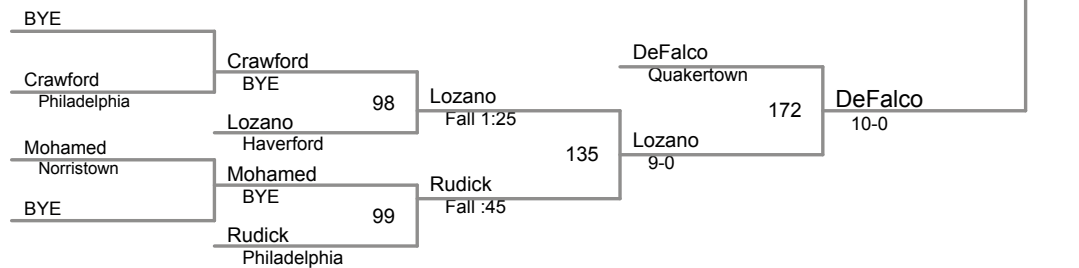 BYE
Crawford
Philadelphia
Mohamed
Norristown
BYE
Crawford
BYE
98
Lozano
Haverford
Mohamed
BYE
99
Rudick
Philadelphia
Lozano
Fall 1:25
135
Rudick
Fall :45
DeFalco
Quakertown
172
Lozano
9-0
DeFalco
10-0